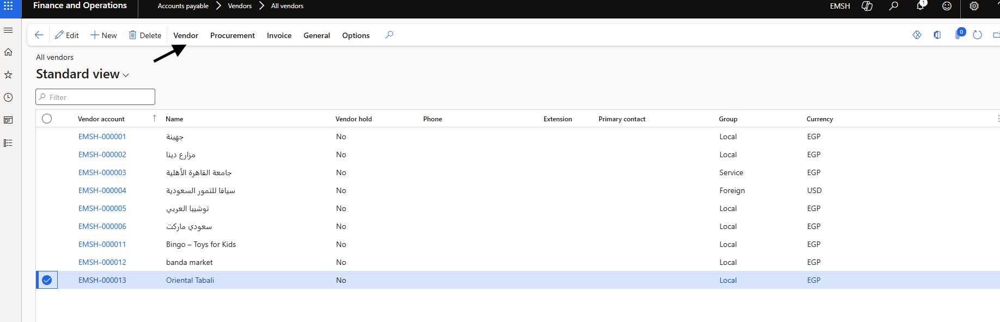 Finance and Operations Accounts payable Vendors All vendors EMSH 1
Edit New Delete Vendor Procurement Invoice General Options 0
All vendors
Standard view
Filter
Vendor account Name Vendor hold Phone Extension Primary contact Group Currency
EMSH-000001 جهينة No Local EGP
EMSH-000002 مزارع دينا No Local EGP
EMSH-000003 جامعة القاهرة الأهلية No Service EGP
EMSH-000004 سيافا للتمور السعودية No Foreign USD
EMSH-000005 توشيبا العربي No Local EGP
EMSH-000006 سعودي ماركت No Local EGP
EMSH-000011 Bingo – Toys for Kids No Local EGP
EMSH-000012 banda market No Local EGP
EMSH-000013 Oriental Tabali No Local EGP